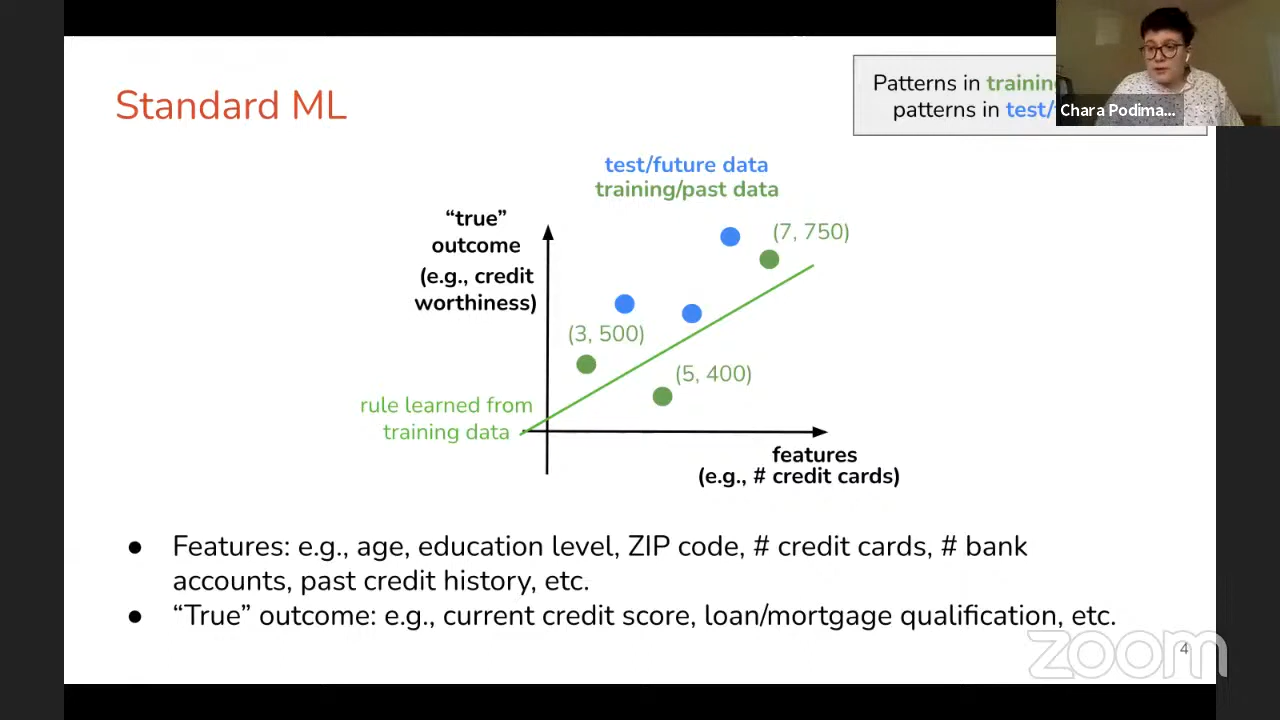 Standard ML
Patterns in
patterns in test/
Chara Podima...
test/future data
training/past data
“true”
outcome
(e.g., credit
worthiness)
(7, 750)
(3, 500)
(5, 400)
rule learned from
training data
features
(e.g., # credit cards)
● Features: e.g., age, education level, ZIP code, # credit cards, # bank
accounts, past credit history, etc.
● “True” outcome: e.g., current credit score, loan/mortgage qualification, etc.
zoom
4